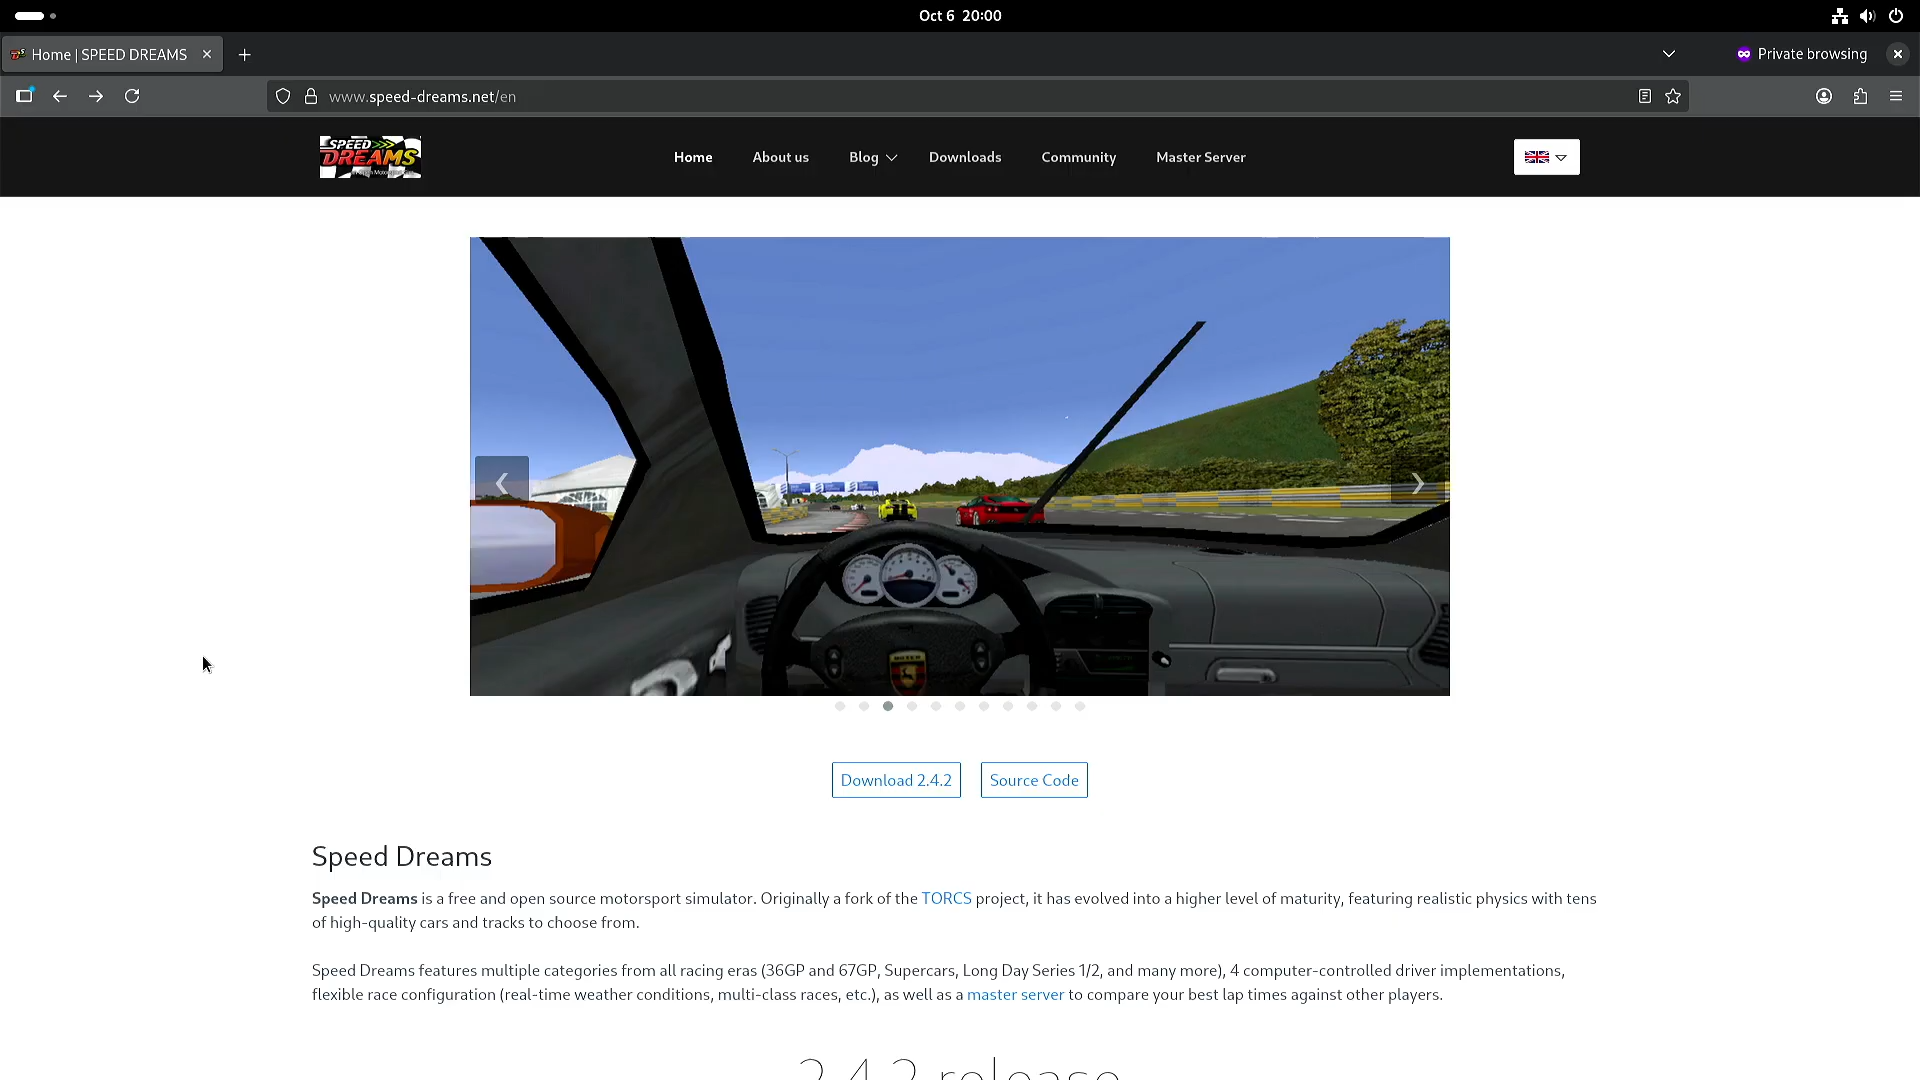 Oct 6 20:00
Home | SPEED DREAMS
Private browsing
www.speed-dreams.net/en
SPEED
DREAMS
Home
About us
Blog
Downloads
Community
Master Server
Download 2.4.2
Source Code
Speed Dreams
Speed Dreams is a free and open source motorsport simulator. Originally a fork of the TORCS project, it has evolved into a higher level of maturity, featuring realistic physics with tens
of high-quality cars and tracks to choose from.
Speed Dreams features multiple categories from all racing eras (36GP and 67GP, Supercars, Long Day Series 1/2, and many more), 4 computer-controlled driver implementations,
flexible race configuration (real-time weather conditions, multi-class races, etc.), as well as a master server to compare your best lap times against other players.
2.4.2 release